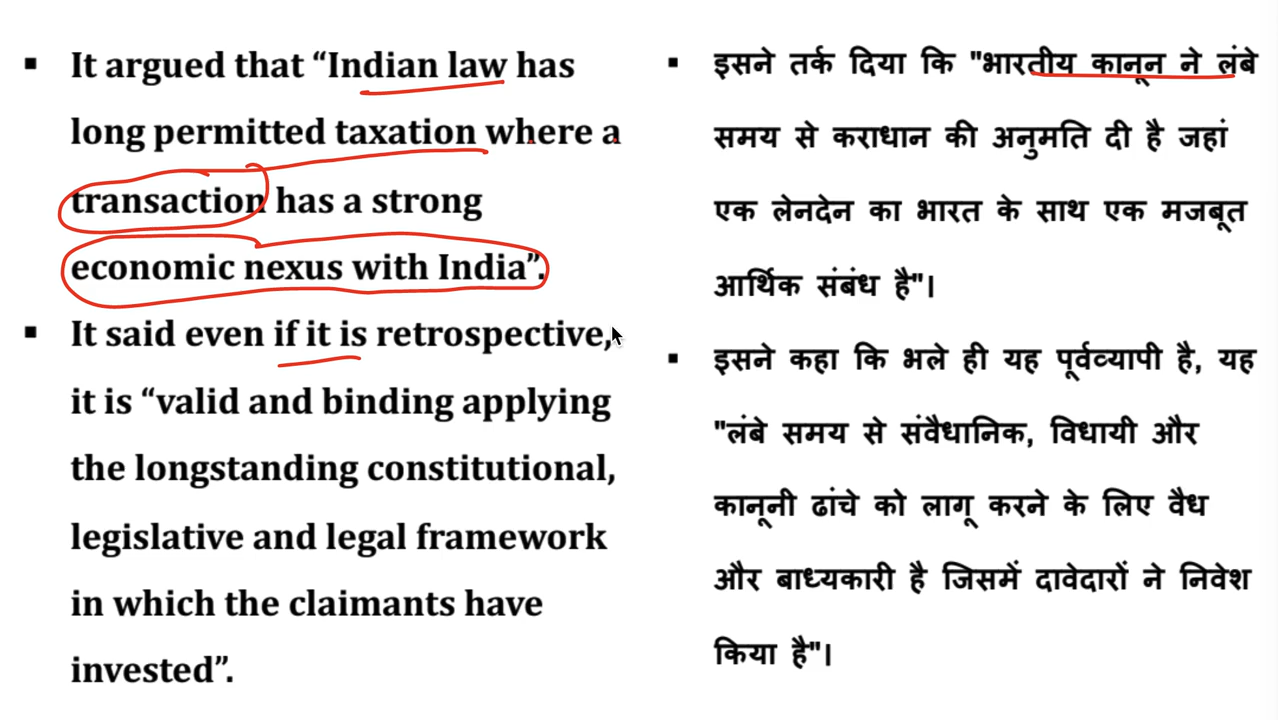 ▪ It argued that “Indian law has
long permitted taxation where a
transaction has a strong
economic nexus with India”.
▪ It said even if it is retrospective,
it is “valid and binding applying
the longstanding constitutional,
legislative and legal framework
in which the claimants have
invested”.
▪ इसने तर्क दिया कि "भारतीय कानून ने लंबे
समय से कराधान की अनुमति दी है जहां
एक लेनदेन का भारत के साथ एक मजबूत
आर्थिक संबंध है"।
▪ इसने कहा कि भले ही यह पूर्वव्यापी है, यह
"लंबे समय से संवैधानिक, विधायी और
कानूनी ढांचे को लागू करने के लिए वैध
और बाध्यकारी है जिसमें दावेदारों ने निवेश
किया है"।